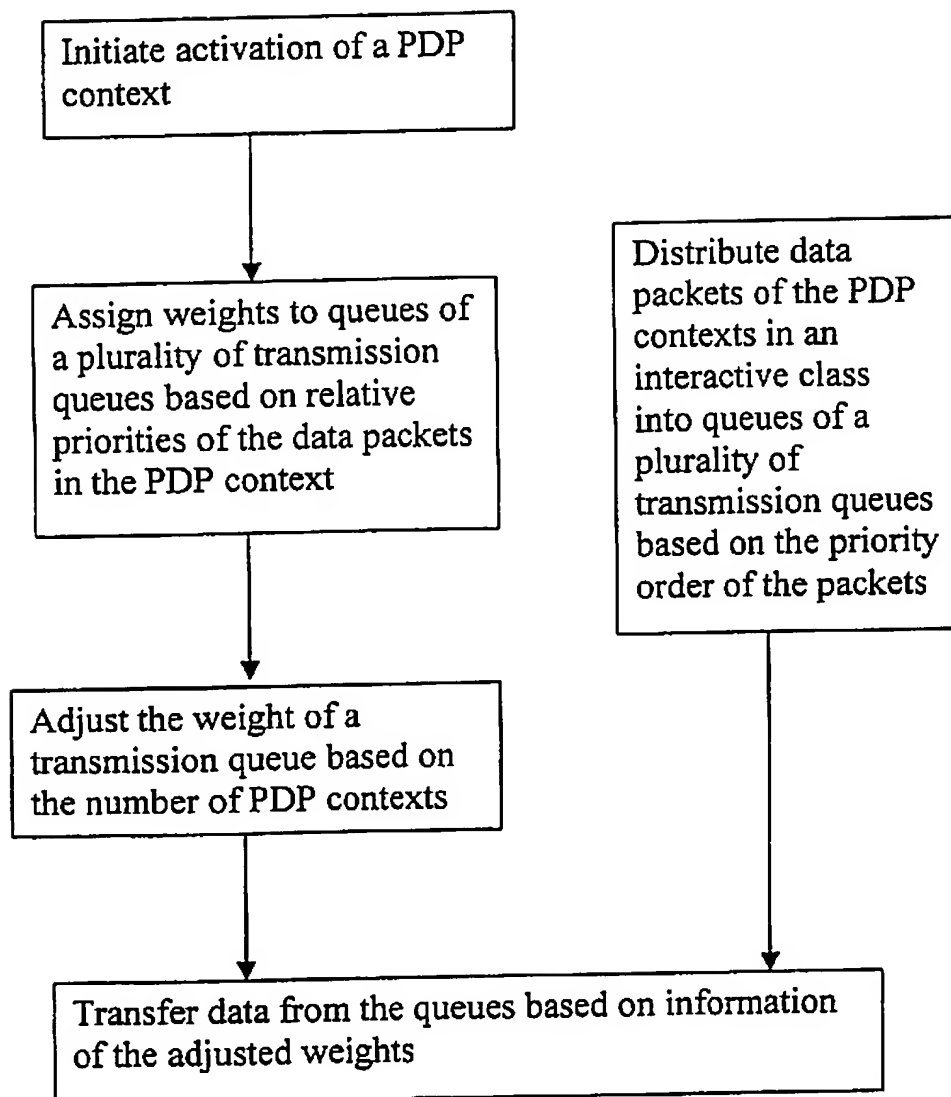 Initiate activation of a PDP
context
Assign weights to queues of
a plurality of transmission
queues based on relative
priorities of the data packets
in the PDP context
Distribute data
packets of the PDP
contexts in an
interactive class
into queues of a
plurality of
transmission queues
based on the priority
order of the packets
Adjust the weight of a
transmission queue based on
the number of PDP contexts
Transfer data from the queues based on information
of the adjusted weights